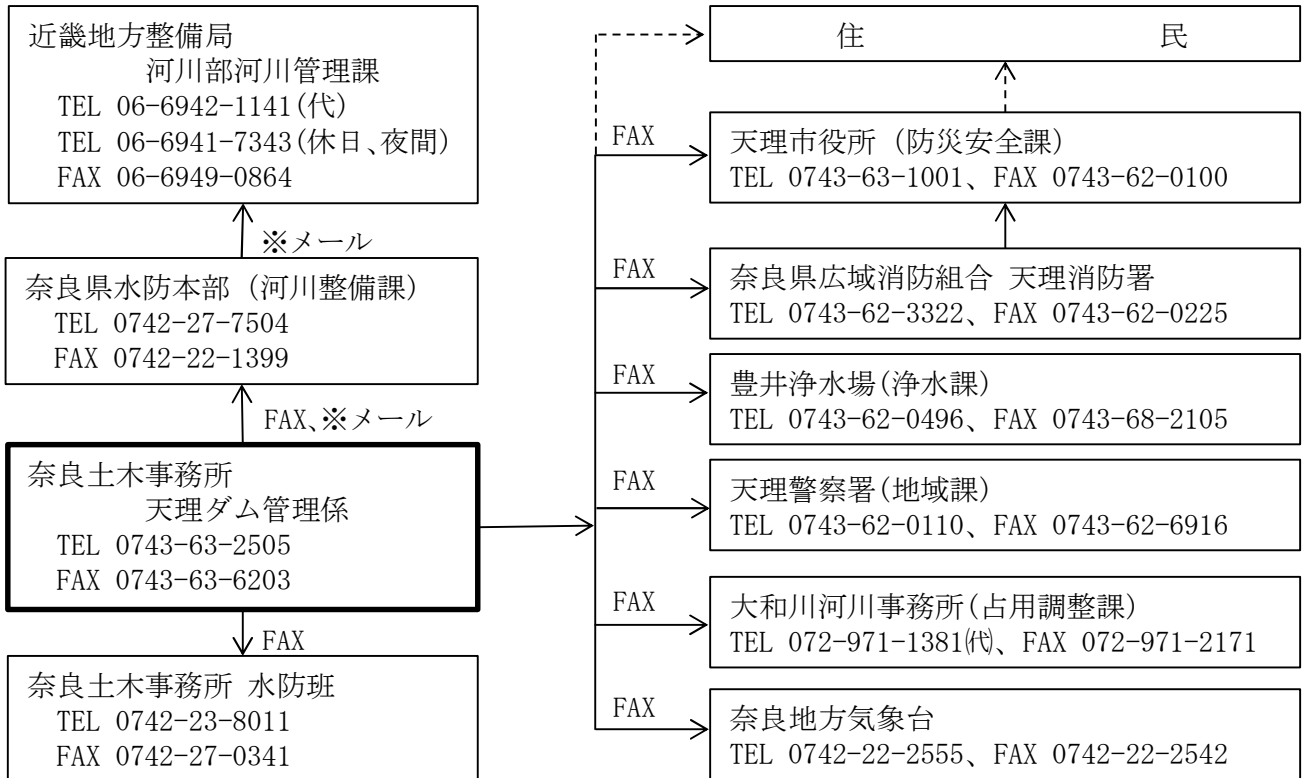 近畿地方整備局
河川部河川管理課
TEL 06-6942-1141(代)
TEL 06-6941-7343(休日、夜間)
FAX 06-6949-0864
※メール
奈良県水防本部 (河川整備課)
TEL 0742-27-7504
FAX 0742-22-1399
FAX、※メール
奈良土木事務所
天理ダム管理係
TEL 0743-63-2505
FAX 0743-63-6203
FAX
奈良土木事務所 水防班
TEL 0742-23-8011
FAX 0742-27-0341
住 民
FAX
天理市役所 (防災安全課)
TEL 0743-63-1001、FAX 0743-62-0100
FAX
奈良県広域消防組合 天理消防署
TEL 0743-62-3322、FAX 0743-62-0225
FAX
豊井浄水場(浄水課)
TEL 0743-62-0496、FAX 0743-68-2105
FAX
天理警察署(地域課)
TEL 0743-62-0110、FAX 0743-62-6916
FAX
大和川河川事務所(占用調整課)
TEL 072-971-1381㈹、FAX 072-971-2171
FAX
奈良地方気象台
TEL 0742-22-2555、FAX 0742-22-2542